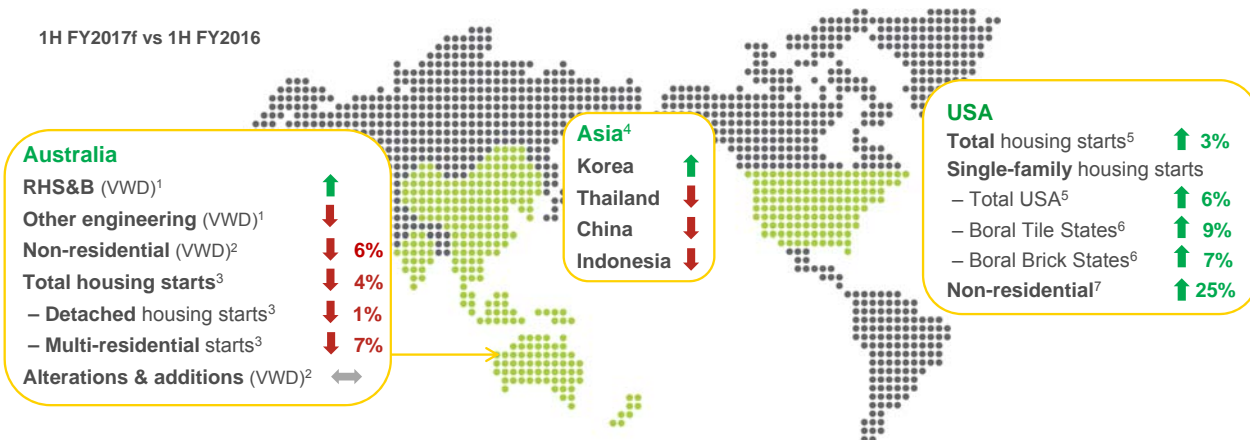 1H FY2017f vs 1H FY2016
Australia
RHS&B (VWD)1
Other engineering (VWD)1
Non-residential (VWD)2 6%
Total housing starts3 4%
– Detached housing starts3 1%
– Multi-residential starts3 7%
Alterations & additions (VWD)2
Asia4
Korea
Thailand
China
Indonesia
USA
Total housing starts5 3%
Single-family housing starts
– Total USA5 6%
– Boral Tile States6 9%
– Boral Brick States6 7%
Non-residential7 25%